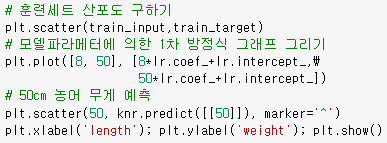 # 훈련세트 산포도 구하기
plt.scatter(train_input,train_target)
# 모델파라메터에 의한 1차 방정식 그래프 그리기
plt.plot([8, 50], [8*lr.coef_+lr.intercept_,#
50*lr.coef_+lr.intercept_])
# 50cm 농어 무게 예측
plt.scatter(50, knr.predict([[50]]), marker='^')
plt.xlabel('length'); plt.ylabel('weight'); plt.show()